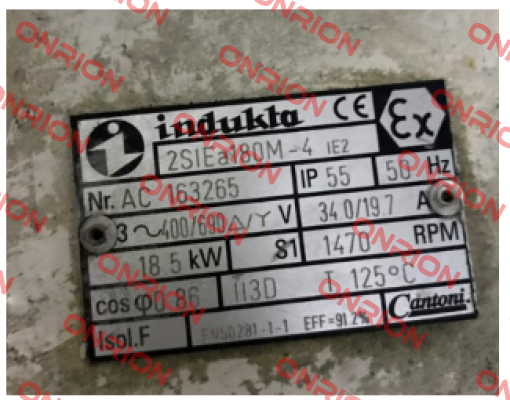 indukta CE Ex
2SIEa180M-4 IE2
Nr. AC 163265 IP 55 50 Hz
3~400/690 Δ/Y V 34.0/19.7 A
18.5 kW S1 1470 RPM
cosφ0.86 II3D T 125°C
Isol.F EN50281-1-1 EFF=91.2% Cantoni
ONRION
ONRION
ONRION
ONRION
ONRION
ONRION
ONRION
ONRION
ONRION
ONRION
ONRION
ONRION